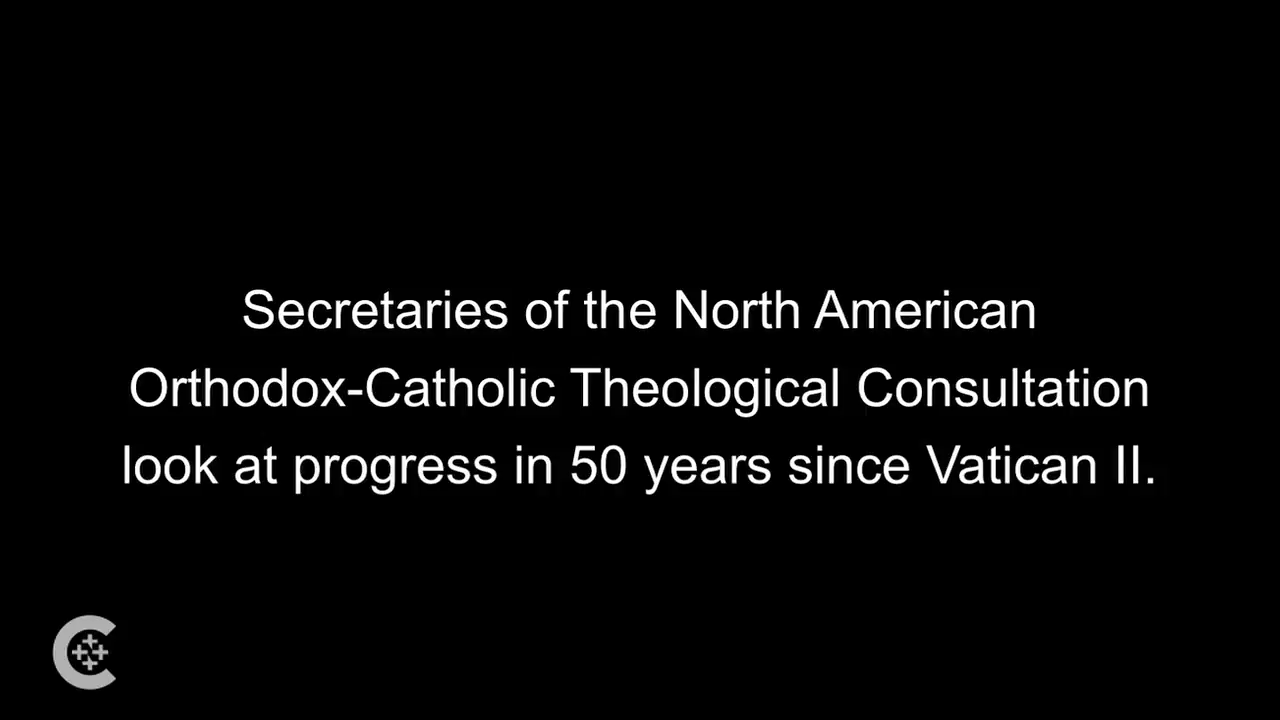 Secretaries of the North American
Orthodox-Catholic Theological Consultation
look at progress in 50 years since Vatican II.